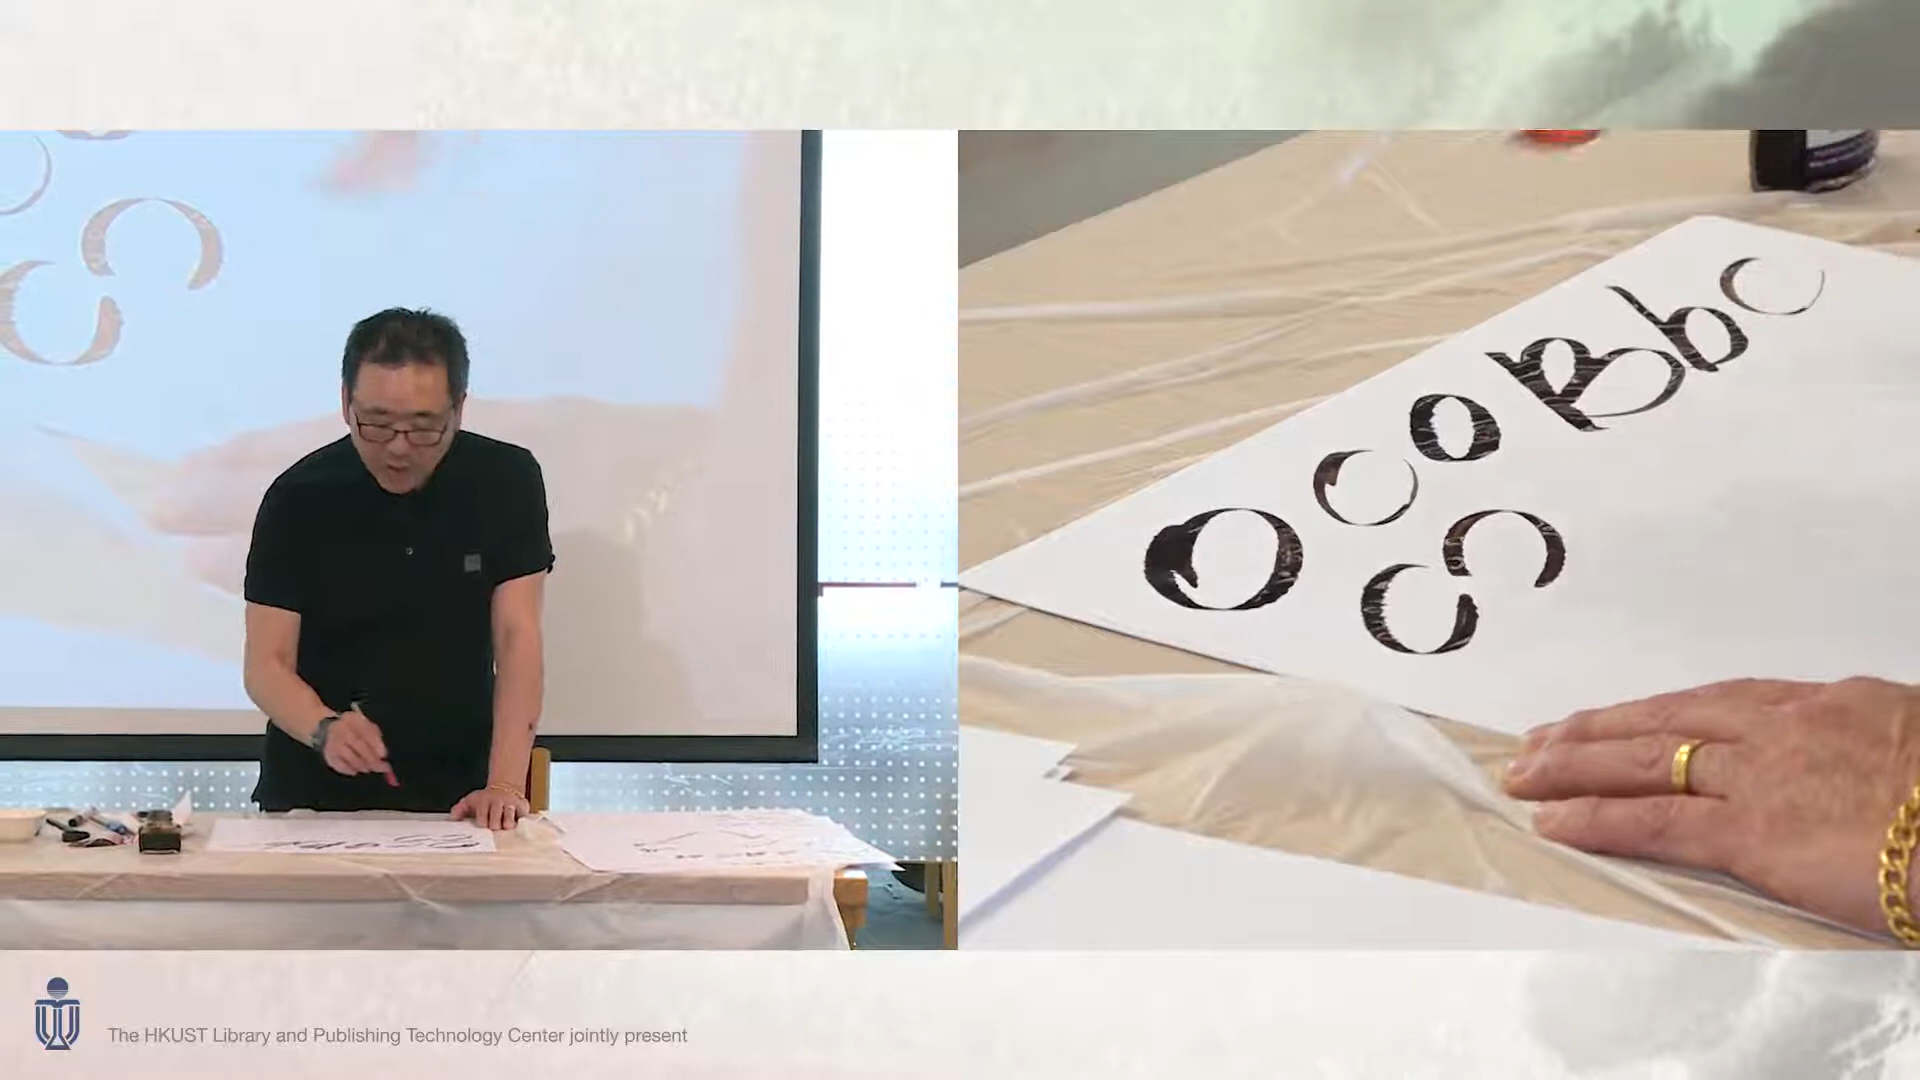 OcoBbc
The HKUST Library and Publishing Technology Center jointly present